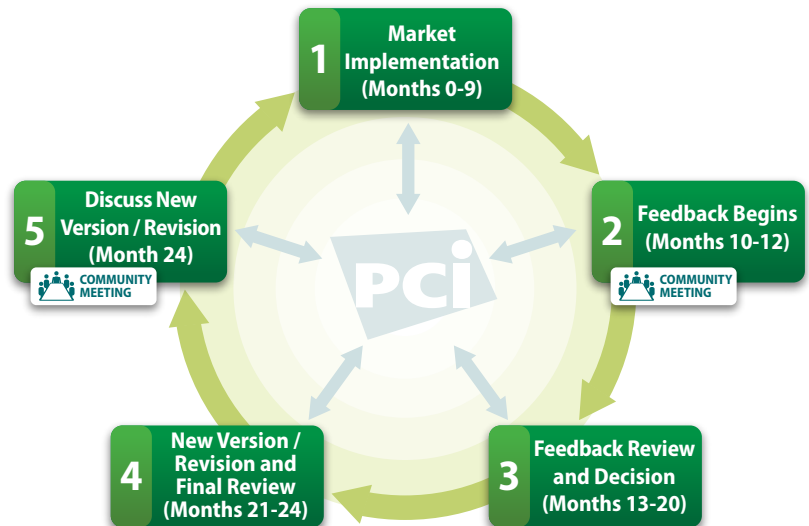 1
Market
Implementation
(Months 0-9)
2
Feedback Begins
(Months 10-12)
COMMUNITY
MEETING
3
Feedback Review
and Decision
(Months 13-20)
4
New Version /
Revision and
Final Review
(Months 21-24)
5
Discuss New
Version / Revision
(Month 24)
COMMUNITY
MEETING
PCi